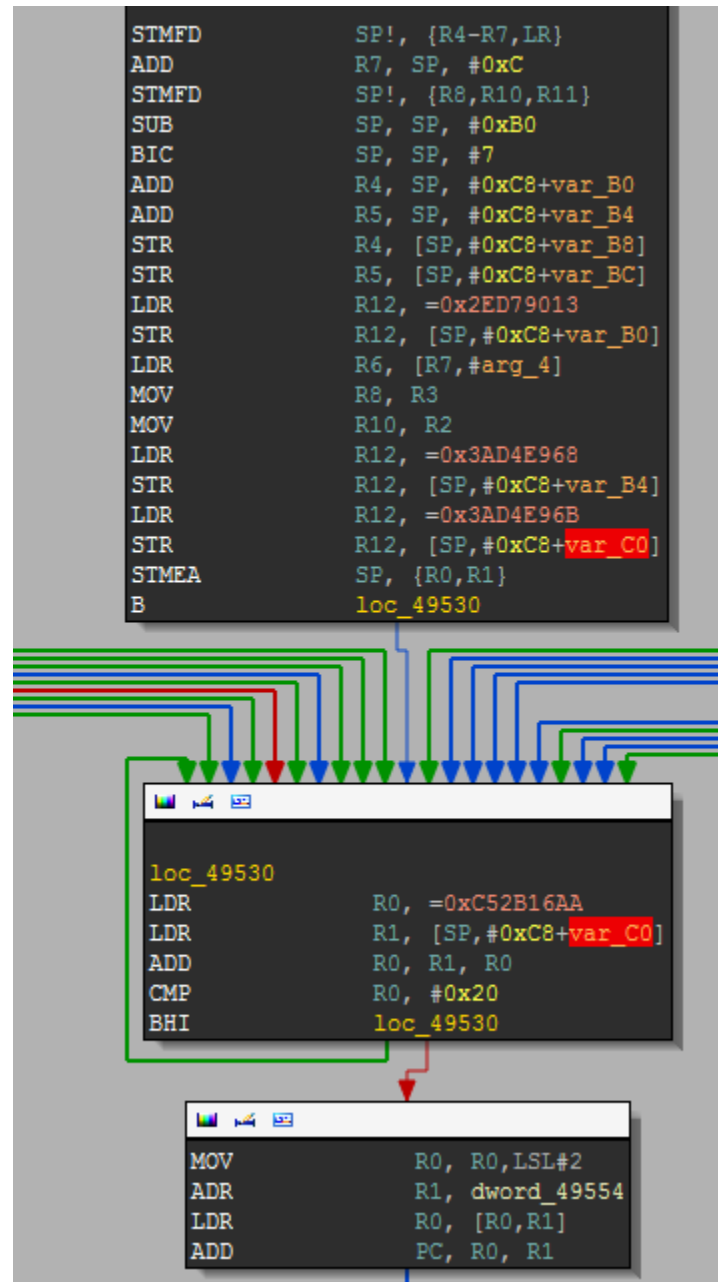 STMFD SP!, {R4-R7,LR}
ADD R7, SP, #0xC
STMFD SP!, {R8,R10,R11}
SUB SP, SP, #0xB0
BIC SP, SP, #7
ADD R4, SP, #0xC8+var_B0
ADD R5, SP, #0xC8+var_B4
STR R4, [SP,#0xC8+var_B8]
STR R5, [SP,#0xC8+var_BC]
LDR R12, =0x2ED79013
STR R12, [SP,#0xC8+var_B0]
LDR R6, [R7,#arg_4]
MOV R8, R3
MOV R10, R2
LDR R12, =0x3AD4E968
STR R12, [SP,#0xC8+var_B4]
LDR R12, =0x3AD4E96B
STR R12, [SP,#0xC8+var_C0]
STMEA SP, {R0,R1}
B loc_49530
loc_49530
LDR R0, =0xC52B16AA
LDR R1, [SP,#0xC8+var_C0]
ADD R0, R1, R0
CMP R0, #0x20
BHI loc_49530
MOV R0, R0,LSL#2
ADR R1, dword_49554
LDR R0, [R0,R1]
ADD PC, R0, R1